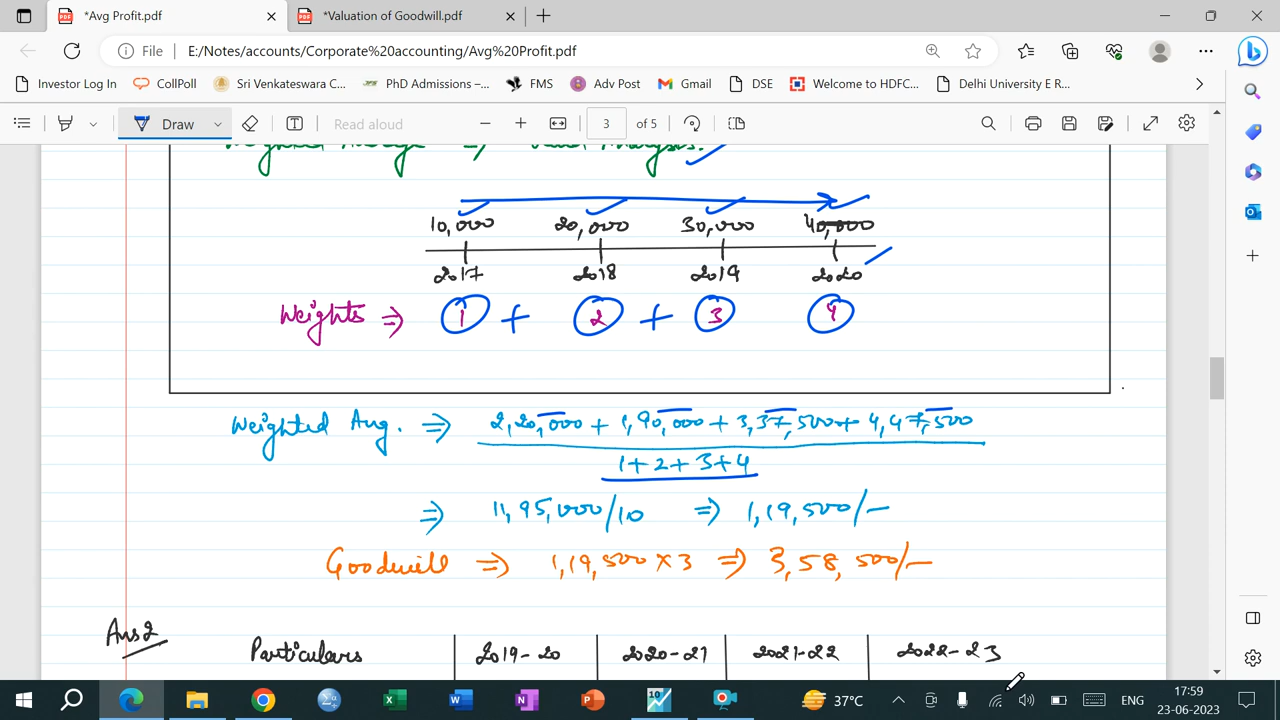 *Avg Profit.pdf
*Valuation of Goodwill.pdf
File E:/Notes/accounts/Corporate%20accounting/Avg%20Profit.pdf
Investor Log In CollPoll Sri Venkateswara C... PhD Admissions –... FMS Adv Post Gmail DSE Welcome to HDFC... Delhi University E R...
Draw Read aloud 3 of 5
10,000 20,000 30,000 40,000
2017 2018 2019 2020
Weights ⇒ 1 + 2 + 3 4
Weighted Avg. ⇒ 2,20,000 + 1,90,000 + 3,37,500 + 4,47,500
1+2+3+4
⇒ 11,95,000/10 ⇒ 1,19,500/-
Goodwill ⇒ 1,19,500 × 3 ⇒ 3,58,500/-
Ans 2 Particulars 2019-20 2020-21 2021-22 2022-23
37°C ENG 17:59
23-06-2023